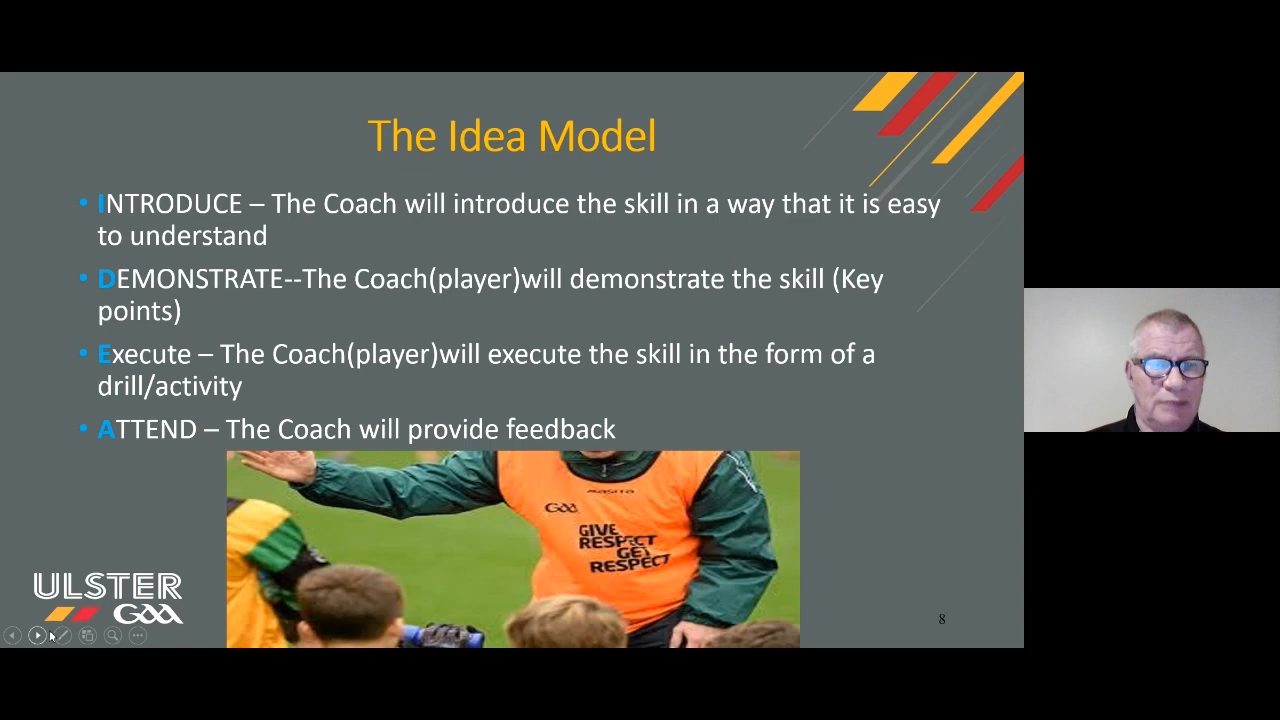 The Idea Model
• INTRODUCE – The Coach will introduce the skill in a way that it is easy
to understand
• DEMONSTRATE--The Coach(player)will demonstrate the skill (Key
points)
• Execute – The Coach(player)will execute the skill in the form of a
drill/activity
• ATTEND – The Coach will provide feedback
GAA
GIVE
RESPECT
GET
RESPECT
ULSTER
GAA
8